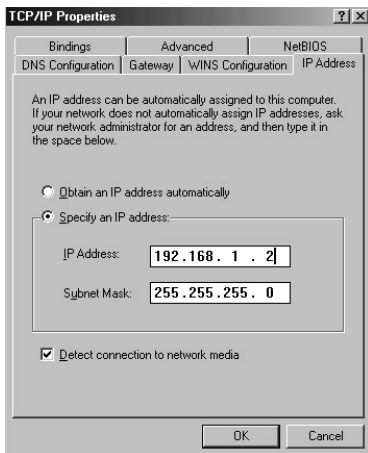 TCP/IP Properties
Bindings Advanced NetBIOS
DNS Configuration Gateway WINS Configuration IP Address
An IP address can be automatically assigned to this computer.
If your network does not automatically assign IP addresses, ask
your network administrator for an address, and then type it in
the space below.
Obtain an IP address automatically
Specify an IP address:
IP Address: 192.168. 1 . 2
Subnet Mask: 255.255.255. 0
Detect connection to network media
OK Cancel